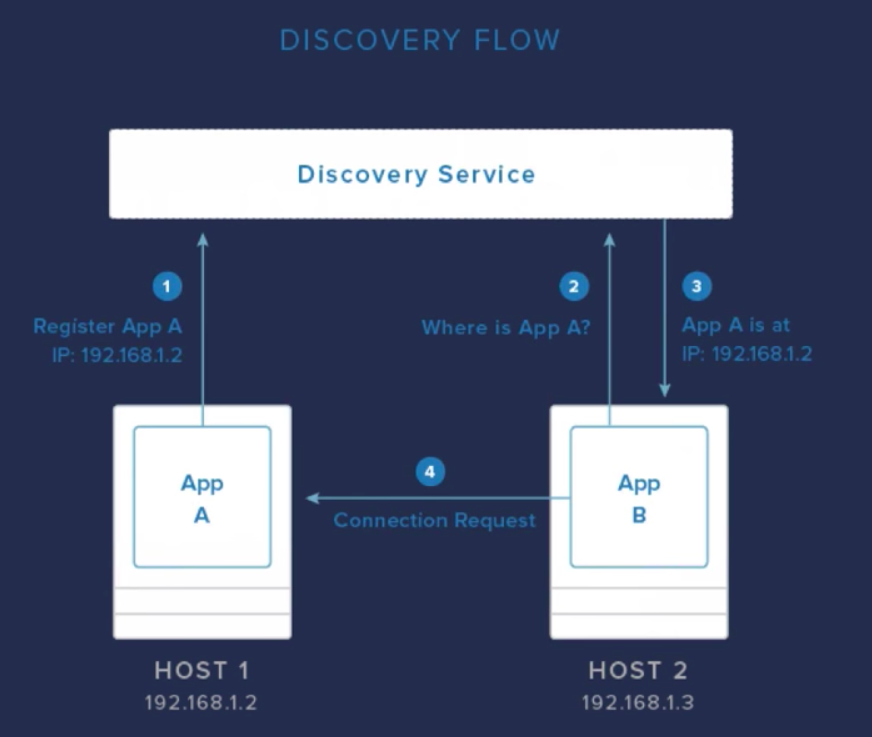 DISCOVERY FLOW
Discovery Service
1
Register App A
IP: 192.168.1.2
2
Where is App A?
3
App A is at
IP: 192.168.1.2
4
Connection Request
App
A
App
B
HOST 1
192.168.1.2
HOST 2
192.168.1.3